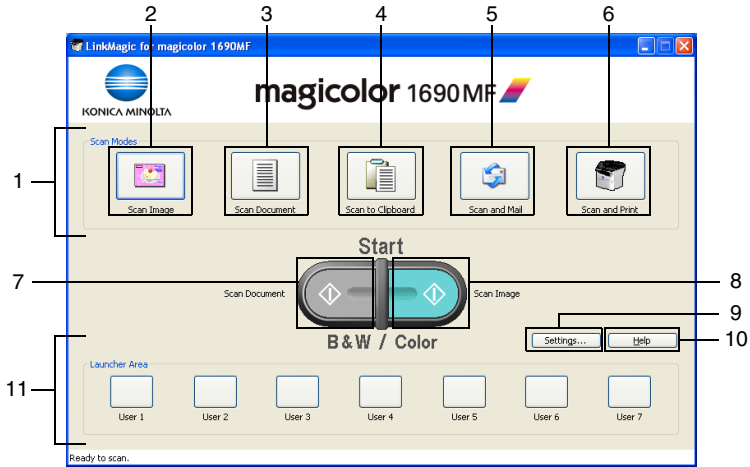 2 3 4 5 6
LinkMagic for magicolor 1690MF
KONICA MINOLTA
magicolor 1690MF
1
Scan Modes
Scan Image Scan Document Scan to Clipboard Scan and Mail Scan and Print
Start
7
8
Scan Document
Scan Image
9
Settings...
Help
10
B&W / Color
11
Launcher Area
User 1 User 2 User 3 User 4 User 5 User 6 User 7
Ready to scan.